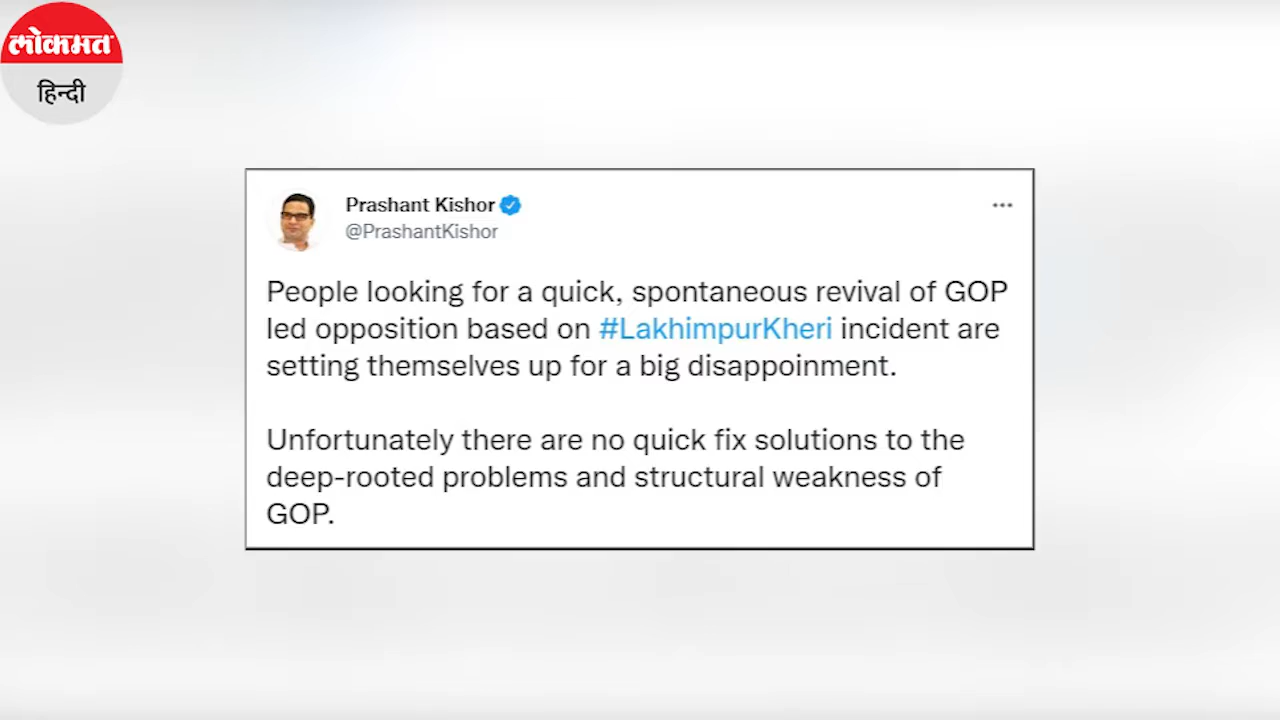 लोकमत
हिन्दी
Prashant Kishor
@PrashantKishor
People looking for a quick, spontaneous revival of GOP
led opposition based on #LakhimpurKheri incident are
setting themselves up for a big disappoinment.
Unfortunately there are no quick fix solutions to the
deep-rooted problems and structural weakness of
GOP.